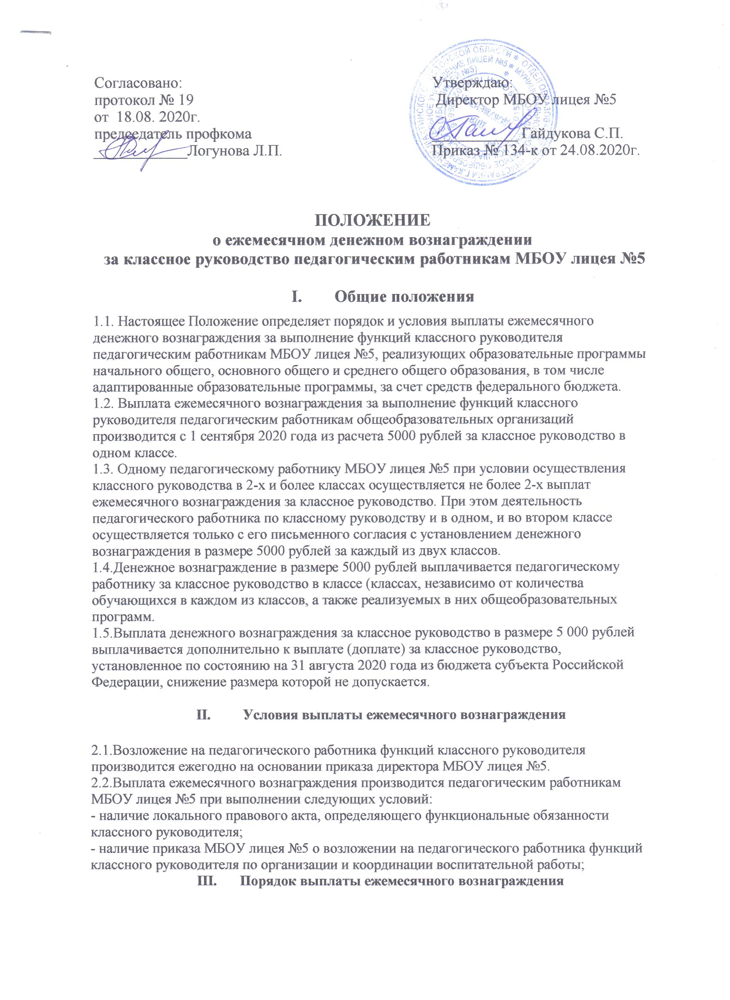 Согласовано:
протокол № 19
от 18.08. 2020г.
председатель профкома
____________Логунова Л.П.
Утверждаю:
Директор МБОУ лицея №5
___________ Гайдукова С.П.
Приказ № 134-к от 24.08.2020г.
ПОЛОЖЕНИЕ
о ежемесячном денежном вознаграждении
за классное руководство педагогическим работникам МБОУ лицея №5
I. Общие положения
1.1. Настоящее Положение определяет порядок и условия выплаты ежемесячного
денежного вознаграждения за выполнение функций классного руководителя
педагогическим работникам МБОУ лицея №5, реализующих образовательные программы
начального общего, основного общего и среднего общего образования, в том числе
адаптированные образовательные программы, за счет средств федерального бюджета.
1.2. Выплата ежемесячного вознаграждения за выполнение функций классного
руководителя педагогическим работникам общеобразовательных организаций
производится с 1 сентября 2020 года из расчета 5000 рублей за классное руководство в
одном классе.
1.3. Одному педагогическому работнику МБОУ лицея №5 при условии осуществления
классного руководства в 2-х и более классах осуществляется не более 2-х выплат
ежемесячного вознаграждения за классное руководство. При этом деятельность
педагогического работника по классному руководству и в одном, и во втором классе
осуществляется только с его письменного согласия с установлением денежного
вознаграждения в размере 5000 рублей за каждый из двух классов.
1.4.Денежное вознаграждение в размере 5000 рублей выплачивается педагогическому
работнику за классное руководство в классе (классах, независимо от количества
обучающихся в каждом из классов, а также реализуемых в них общеобразовательных
программ.
1.5.Выплата денежного вознаграждения за классное руководство в размере 5 000 рублей
выплачивается дополнительно к выплате (доплате) за классное руководство,
установленное по состоянию на 31 августа 2020 года из бюджета субъекта Российской
Федерации, снижение размера которой не допускается.
II. Условия выплаты ежемесячного вознаграждения
2.1.Возложение на педагогического работника функций классного руководителя
производится ежегодно на основании приказа директора МБОУ лицея №5.
2.2.Выплата ежемесячного вознаграждения производится педагогическим работникам
МБОУ лицея №5 при выполнении следующих условий:
- наличие локального правового акта, определяющего функциональные обязанности
классного руководителя;
- наличие приказа МБОУ лицея №5 о возложении на педагогического работника функций
классного руководителя по организации и координации воспитательной работы;
III. Порядок выплаты ежемесячного вознаграждения